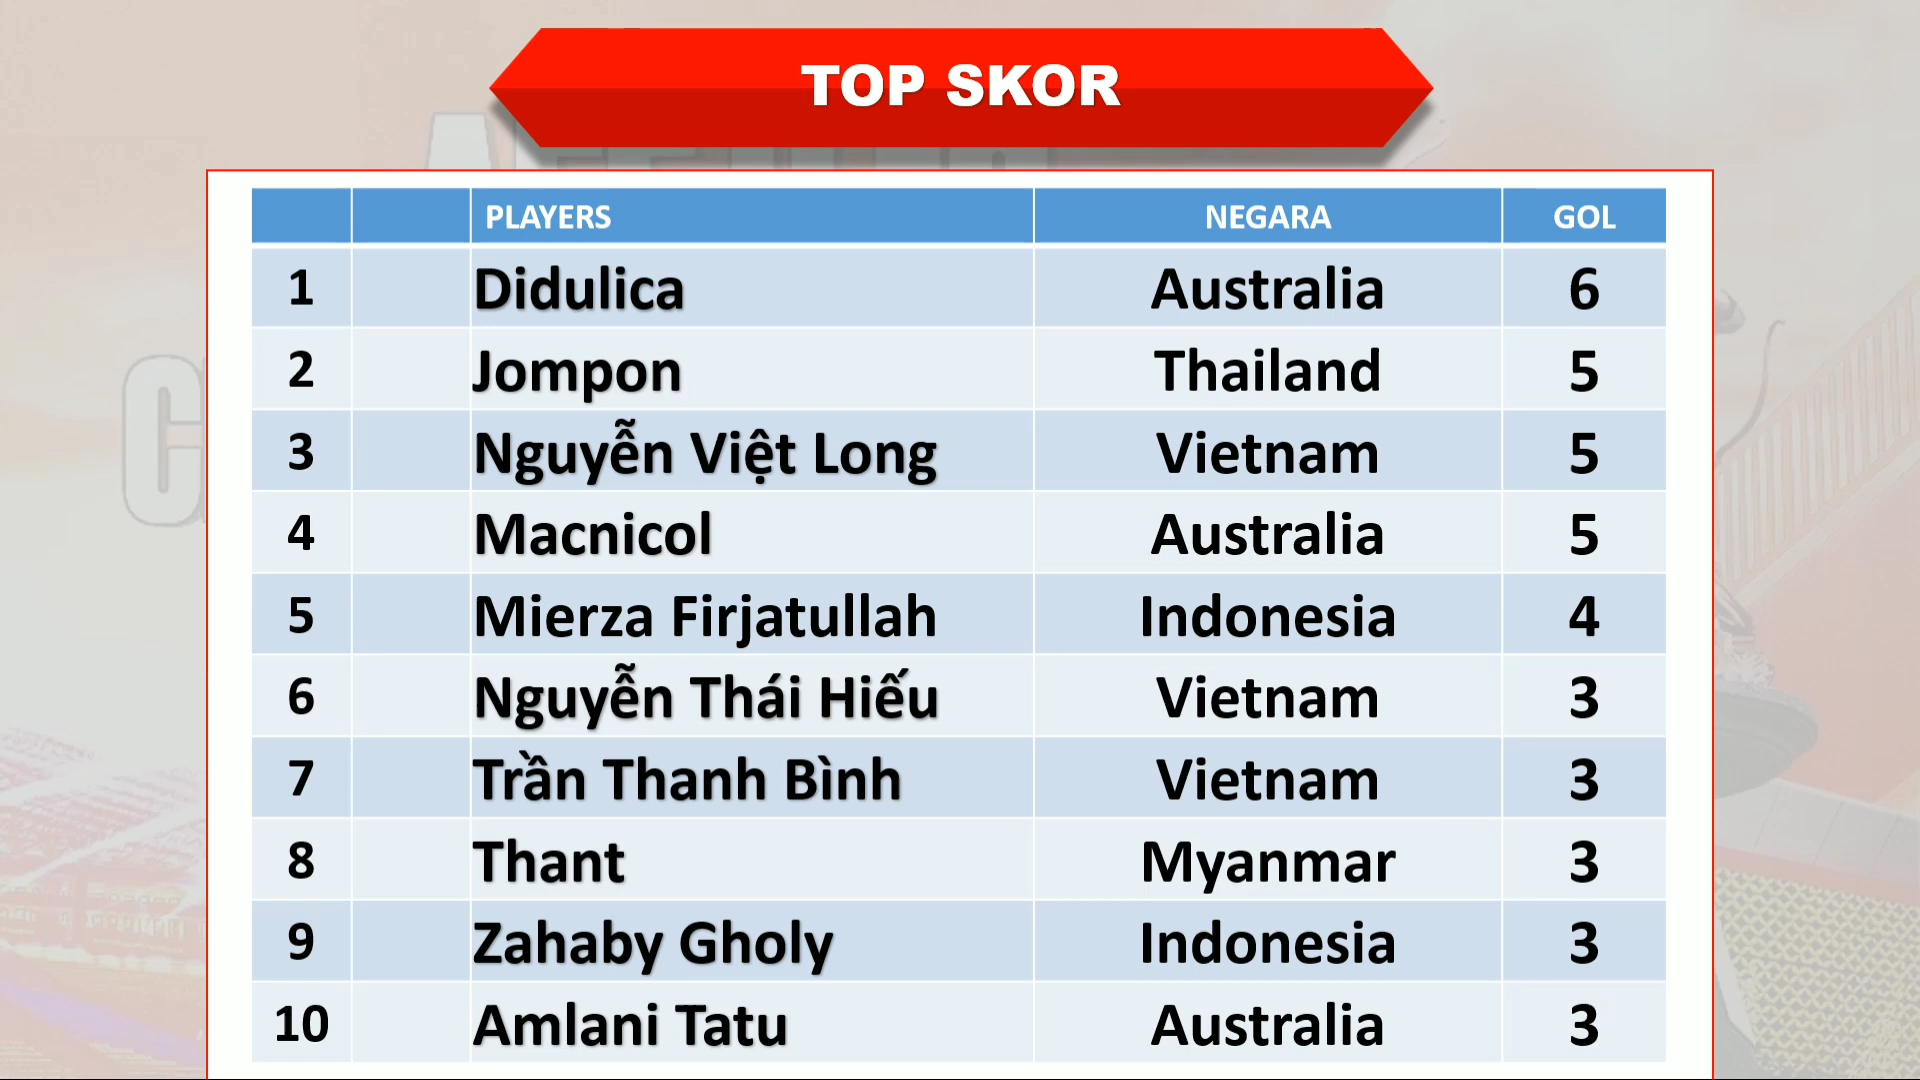 TOP SKOR
PLAYERS NEGARA GOL
1 Didulica Australia 6
2 Jompon Thailand 5
3 Nguyễn Việt Long Vietnam 5
4 Macnicol Australia 5
5 Mierza Firjatullah Indonesia 4
6 Nguyễn Thái Hiếu Vietnam 3
7 Trần Thanh Bình Vietnam 3
8 Thant Myanmar 3
9 Zahaby Gholy Indonesia 3
10 Amlani Tatu Australia 3